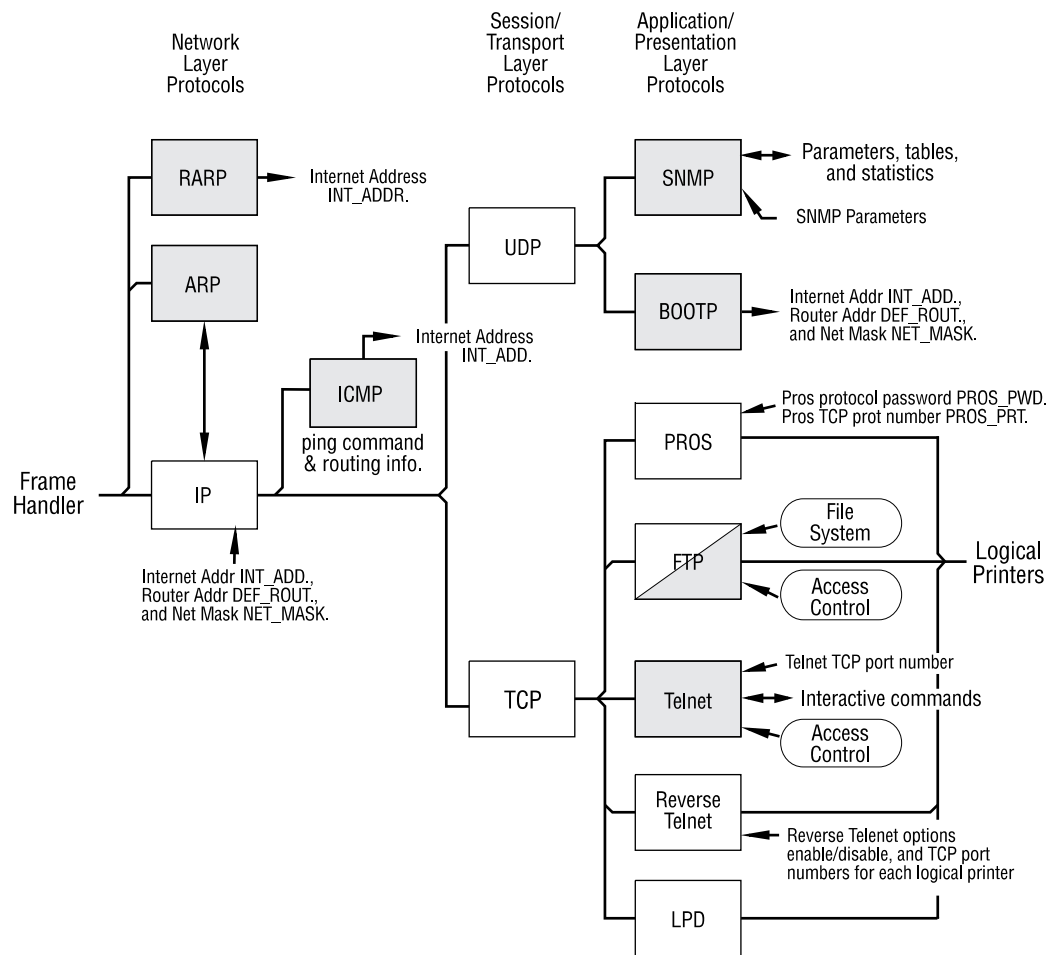 Network
Layer
Protocols
Session/
Transport
Layer
Protocols
Application/
Presentation
Layer
Protocols
RARP
Internet Address
INT_ADDR.
ARP
ICMP
Internet Address
INT_ADD.
ping command
& routing info.
Frame
Handler
IP
Internet Addr INT_ADD.,
Router Addr DEF_ROUT.,
and Net Mask NET_MASK.
UDP
TCP
SNMP
Parameters, tables,
and statistics
SNMP Parameters
BOOTP
Internet Addr INT_ADD.,
Router Addr DEF_ROUT.,
and Net Mask NET_MASK.
PROS
Pros protocol password PROS_PWD.
Pros TCP prot number PROS_PRT.
FTP
File
System
Access
Control
Logical
Printers
Telnet
Telnet TCP port number
Interactive commands
Access
Control
Reverse
Telnet
Reverse Telenet options
enable/disable, and TCP port
numbers for each logical printer
LPD